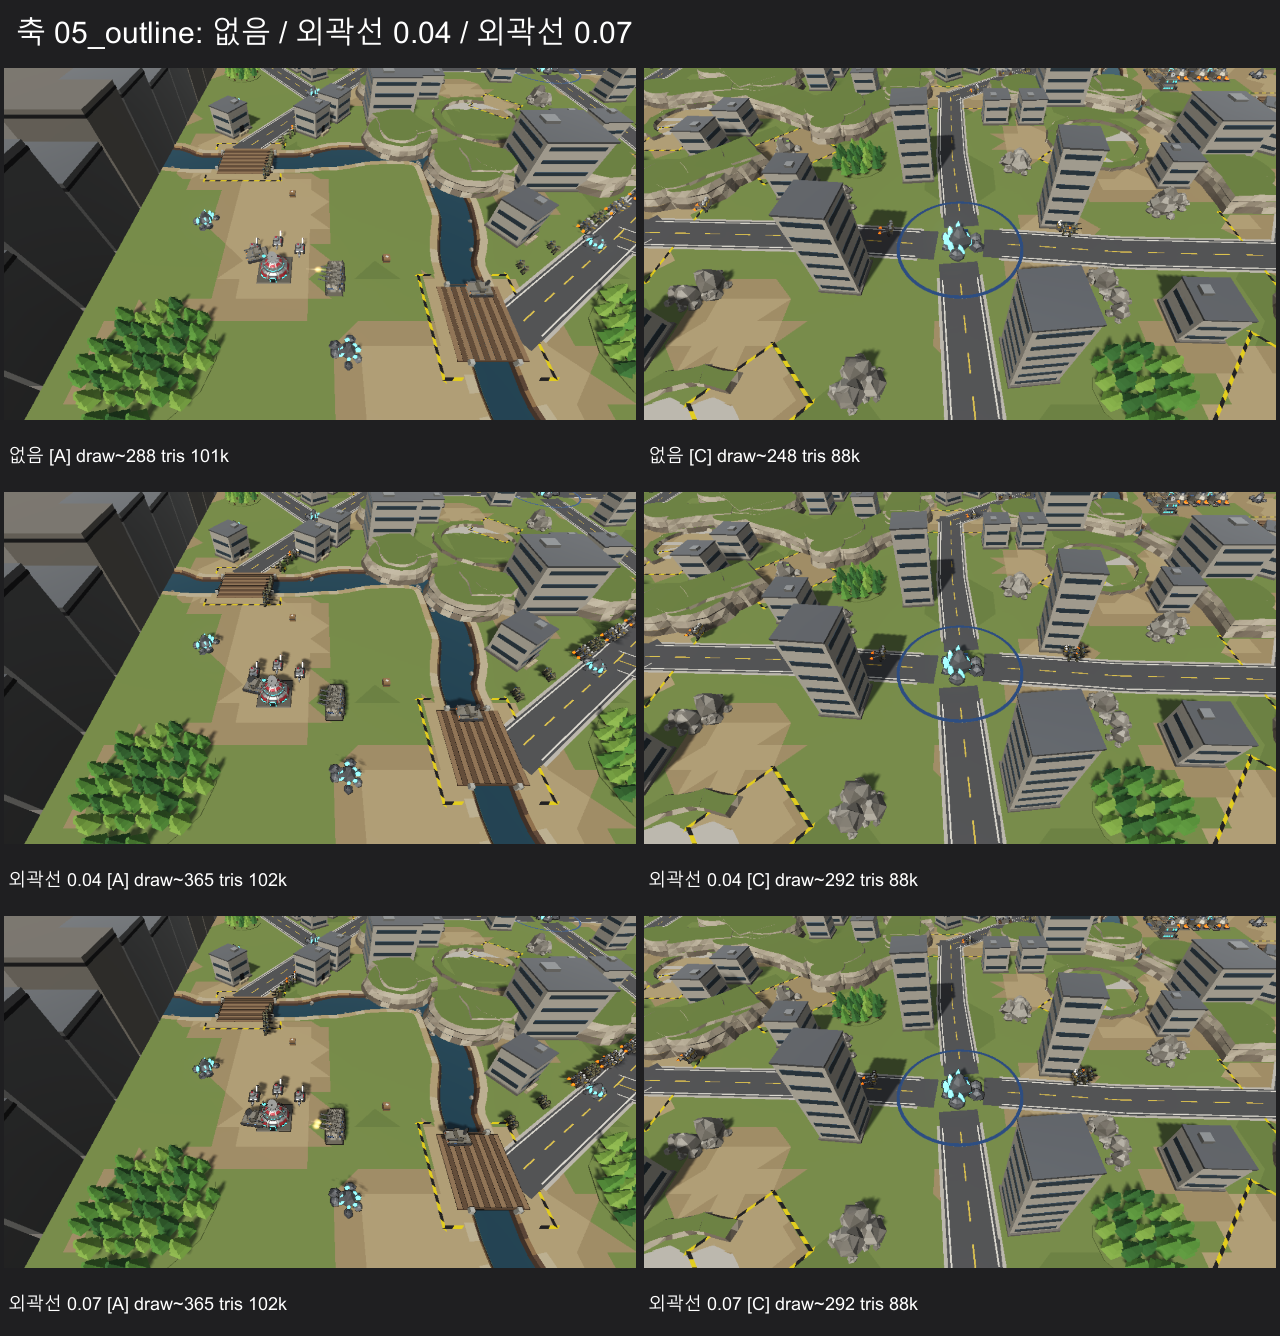 축 05_outline: 없음 / 외곽선 0.04 / 외곽선 0.07
없음 [A] draw~288 tris 101k
없음 [C] draw~248 tris 88k
외곽선 0.04 [A] draw~365 tris 102k
외곽선 0.04 [C] draw~292 tris 88k
외곽선 0.07 [A] draw~365 tris 102k
외곽선 0.07 [C] draw~292 tris 88k